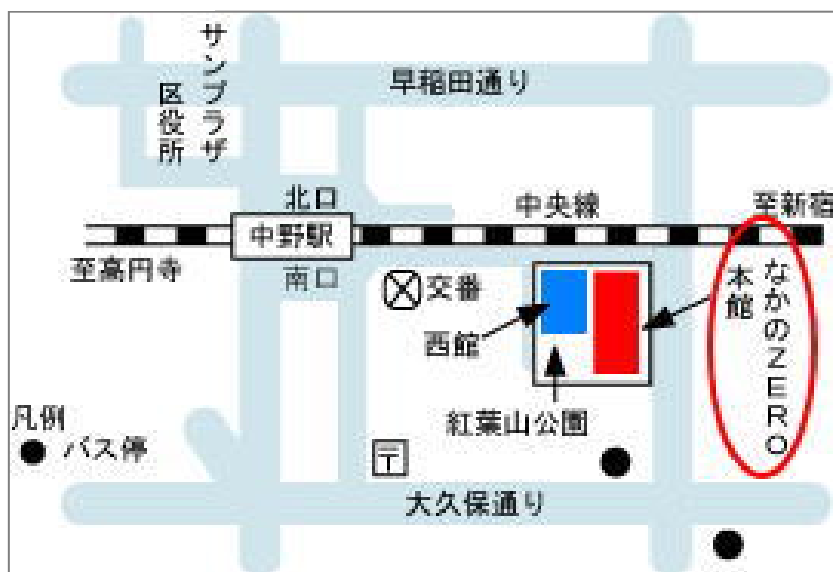 サンプラザ
区役所
早稲田通り
北口
中央線
至新宿
中野駅
至高円寺
南口
交番
なかのZERO
本館
西館
紅葉山公園
凡例
バス停
〒
大久保通り